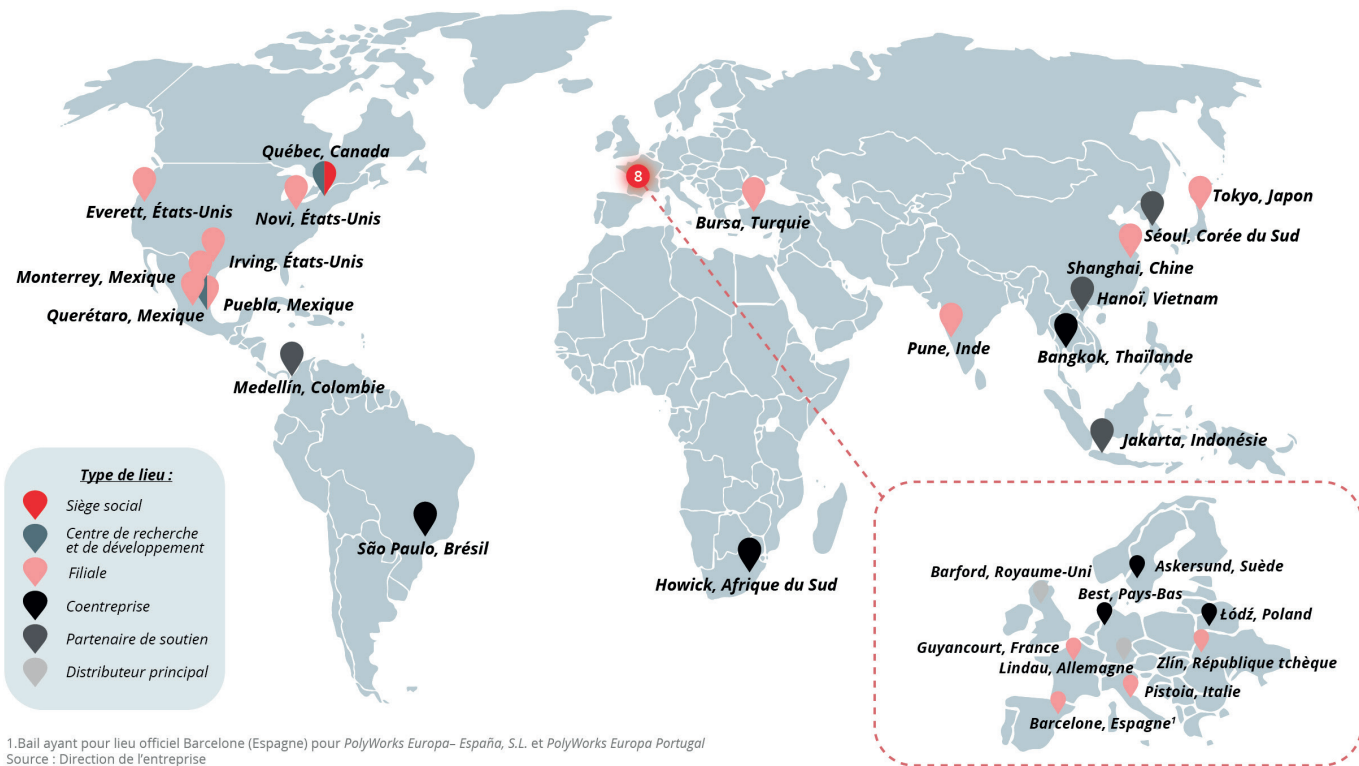 Québec, Canada
Everett, États-Unis
Novi, États-Unis
Irving, États-Unis
Monterrey, Mexique
Querétaro, Mexique
Puebla, Mexique
Medellín, Colombie
São Paulo, Brésil
8
Bursa, Turquie
Tokyo, Japon
Séoul, Corée du Sud
Shanghai, Chine
Hanoï, Vietnam
Pune, Inde
Bangkok, Thaïlande
Jakarta, Indonésie
Howick, Afrique du Sud
Type de lieu :
Siège social
Centre de recherche
et de développement
Filiale
Coentreprise
Partenaire de soutien
Distributeur principal
Barford, Royaume-Uni
Askersund, Suède
Best, Pays-Bas
Łódź, Poland
Guyancourt, France
Lindau, Allemagne
Zlín, République tchèque
Pistoia, Italie
Barcelone, Espagne¹
1.Bail ayant pour lieu officiel Barcelone (Espagne) pour PolyWorks Europa– España, S.L. et PolyWorks Europa Portugal
Source : Direction de l'entreprise